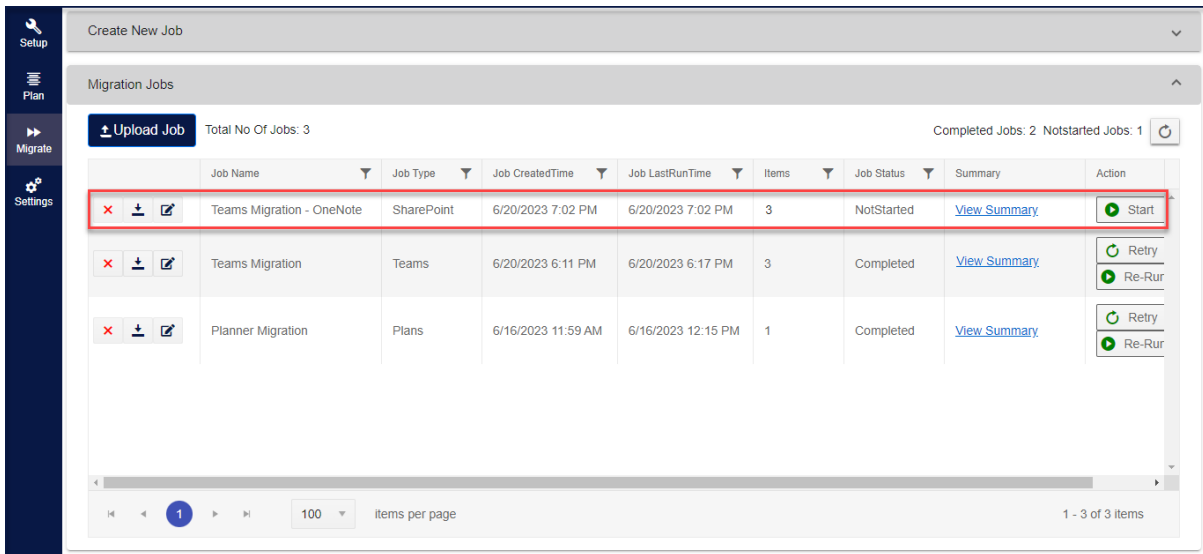 Setup
Plan
Migrate
Settings
Create New Job
Migration Jobs
Upload Job
Total No Of Jobs: 3
Completed Jobs: 2 Notstarted Jobs: 1
Job Name Job Type Job CreatedTime Job LastRunTime Items Job Status Summary Action
Teams Migration - OneNote SharePoint 6/20/2023 7:02 PM 6/20/2023 7:02 PM 3 NotStarted View Summary Start
Teams Migration Teams 6/20/2023 6:11 PM 6/20/2023 6:17 PM 3 Completed View Summary Retry
Re-Run
Planner Migration Plans 6/16/2023 11:59 AM 6/16/2023 12:15 PM 1 Completed View Summary Retry
Re-Run
1 100 items per page 1 - 3 of 3 items